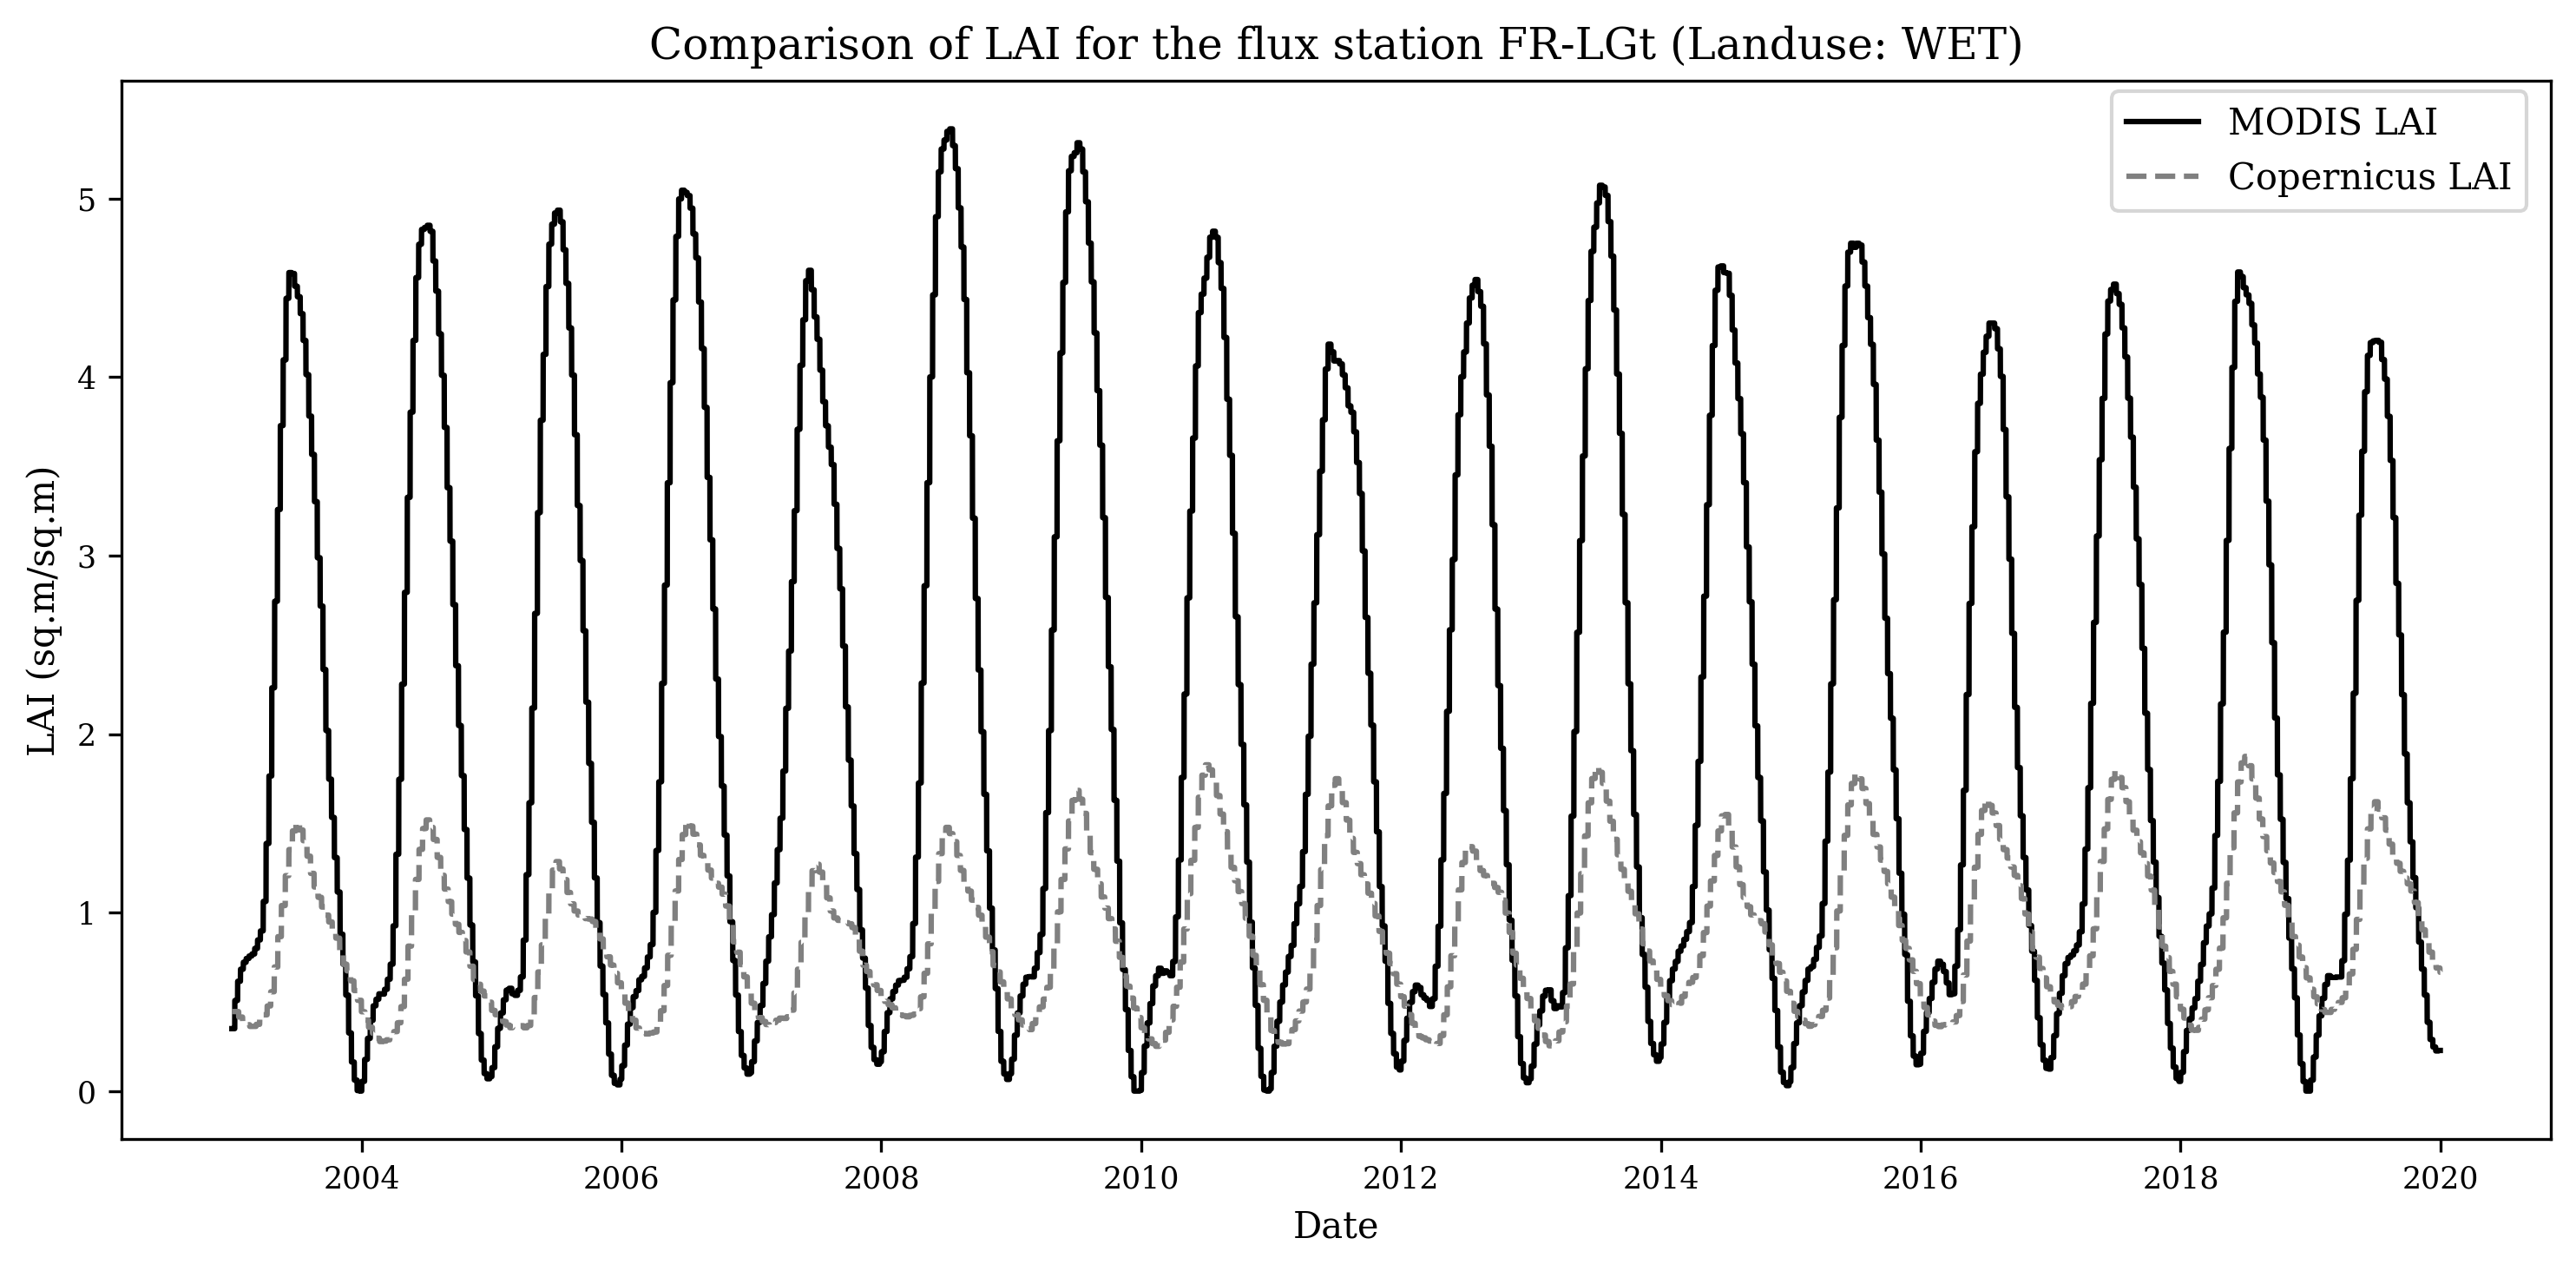 Comparison of LAI for the flux station FR-LGt (Landuse: WET)
MODIS LAI
Copernicus LAI
LAI (sq.m/sq.m)
5
4
3
2
1
0
2004 2006 2008 2010 2012 2014 2016 2018 2020
Date